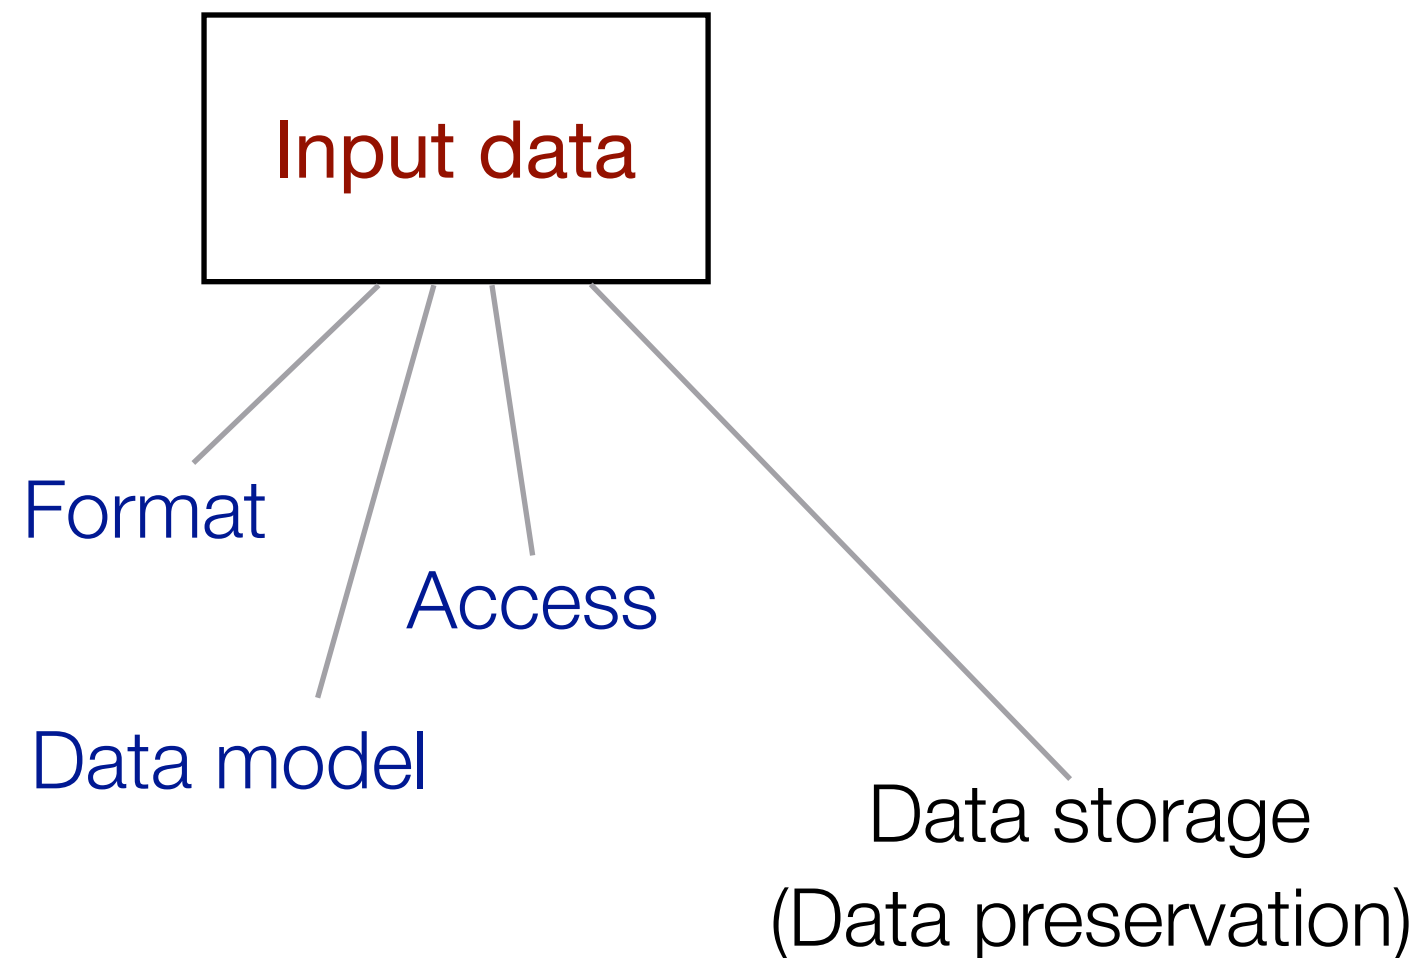 Input data
Format
Access
Data model
Data storage
(Data preservation)